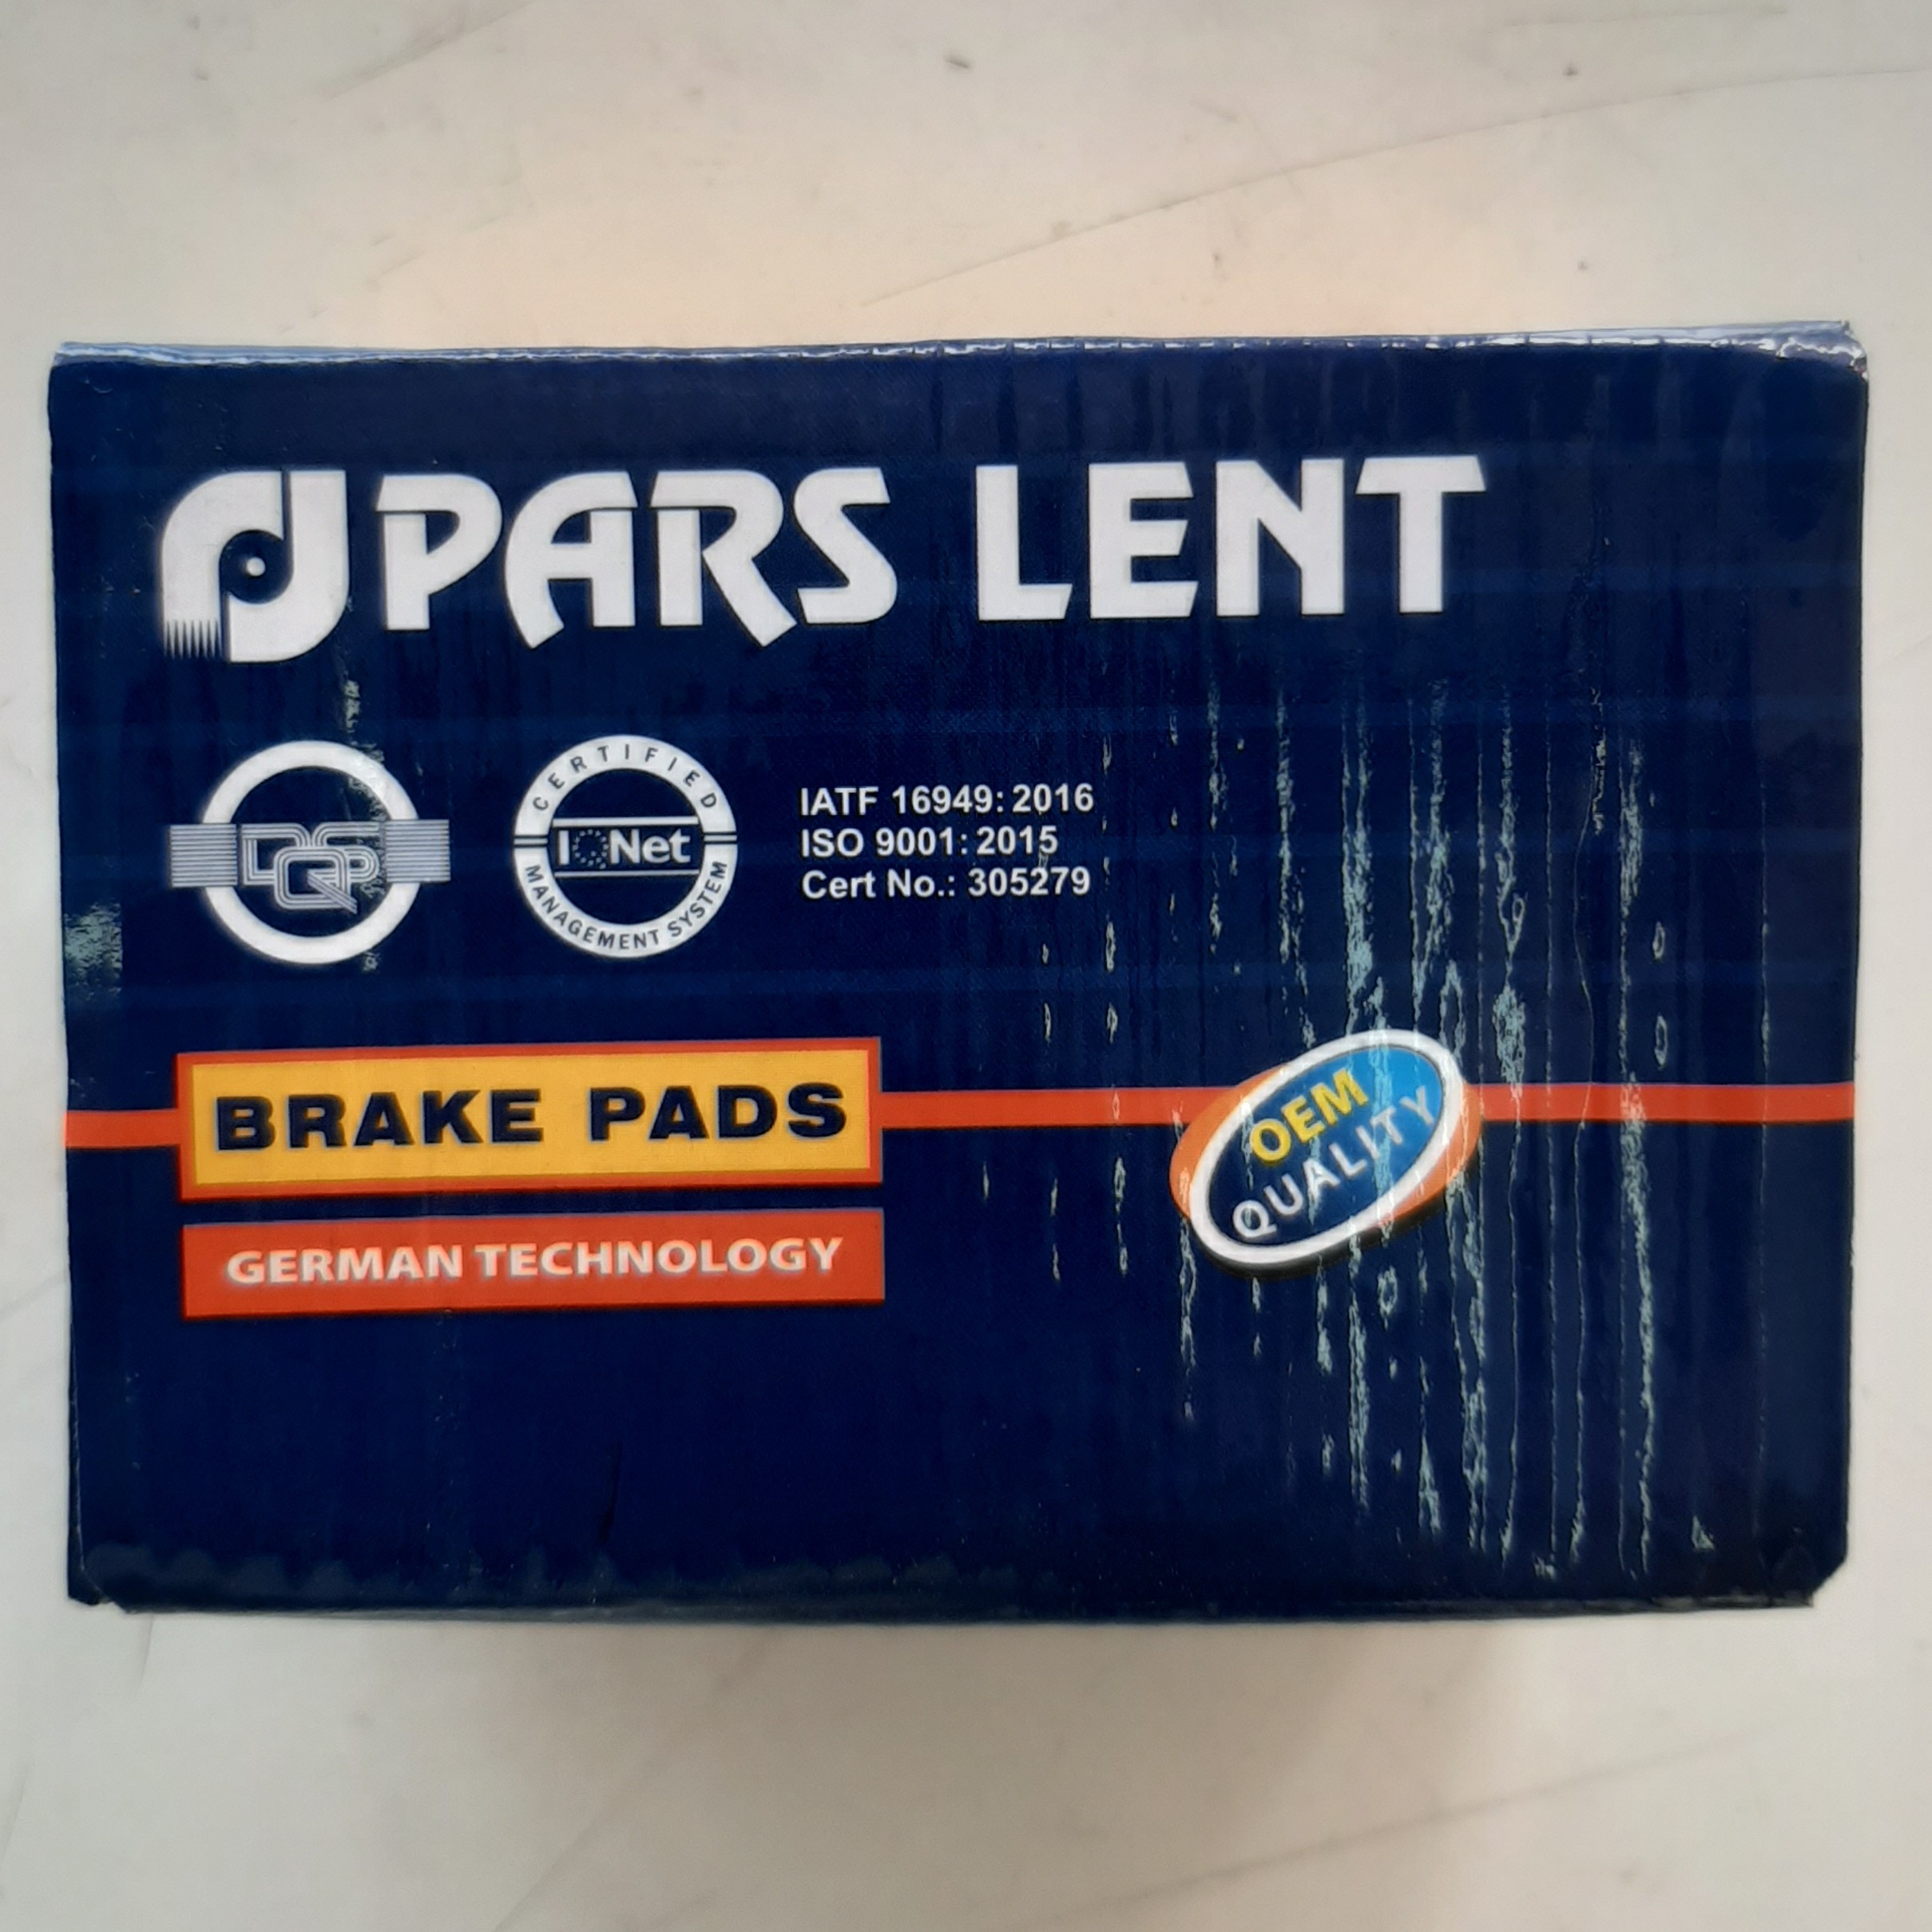 PARS LENT
DQS
CERTIFIED
IQNet
MANAGEMENT SYSTEM
IATF 16949: 2016
ISO 9001: 2015
Cert No.: 305279
BRAKE PADS
OEM
QUALITY
GERMAN TECHNOLOGY